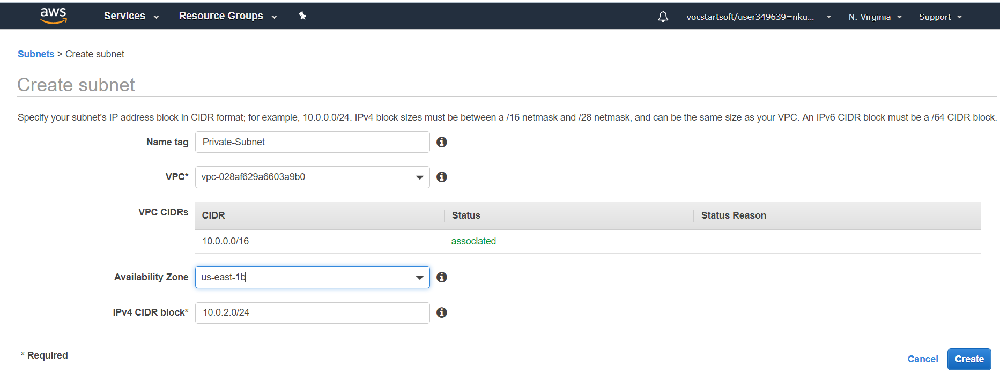 aws Services Resource Groups vocstartsoft/user349639=nku... N. Virginia Support
Subnets > Create subnet
Create subnet
Specify your subnet's IP address block in CIDR format; for example, 10.0.0.0/24. IPv4 block sizes must be between a /16 netmask and /28 netmask, and can be the same size as your VPC. An IPv6 CIDR block must be a /64 CIDR block.
Name tag Private-Subnet
VPC* vpc-028af629a6603a9b0
VPC CIDRs CIDR Status Status Reason
10.0.0.0/16 associated
Availability Zone us-east-1b
IPv4 CIDR block* 10.0.2.0/24
* Required
Cancel Create